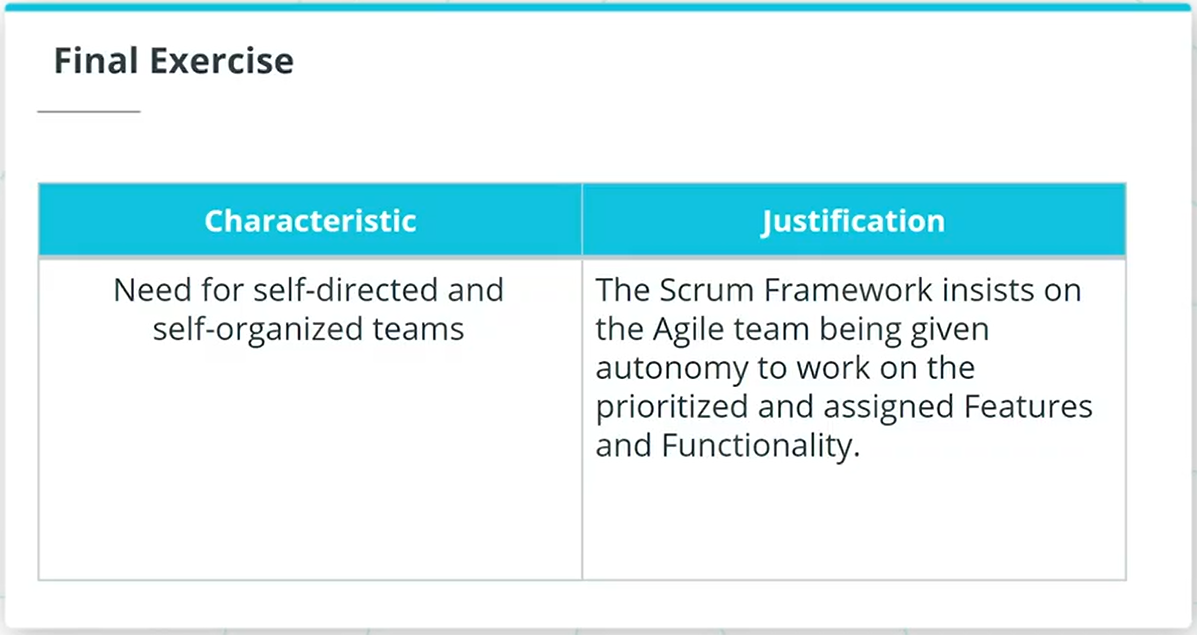 Final Exercise
Characteristic
Justification
Need for self-directed and
self-organized teams
The Scrum Framework insists on
the Agile team being given
autonomy to work on the
prioritized and assigned Features
and Functionality.